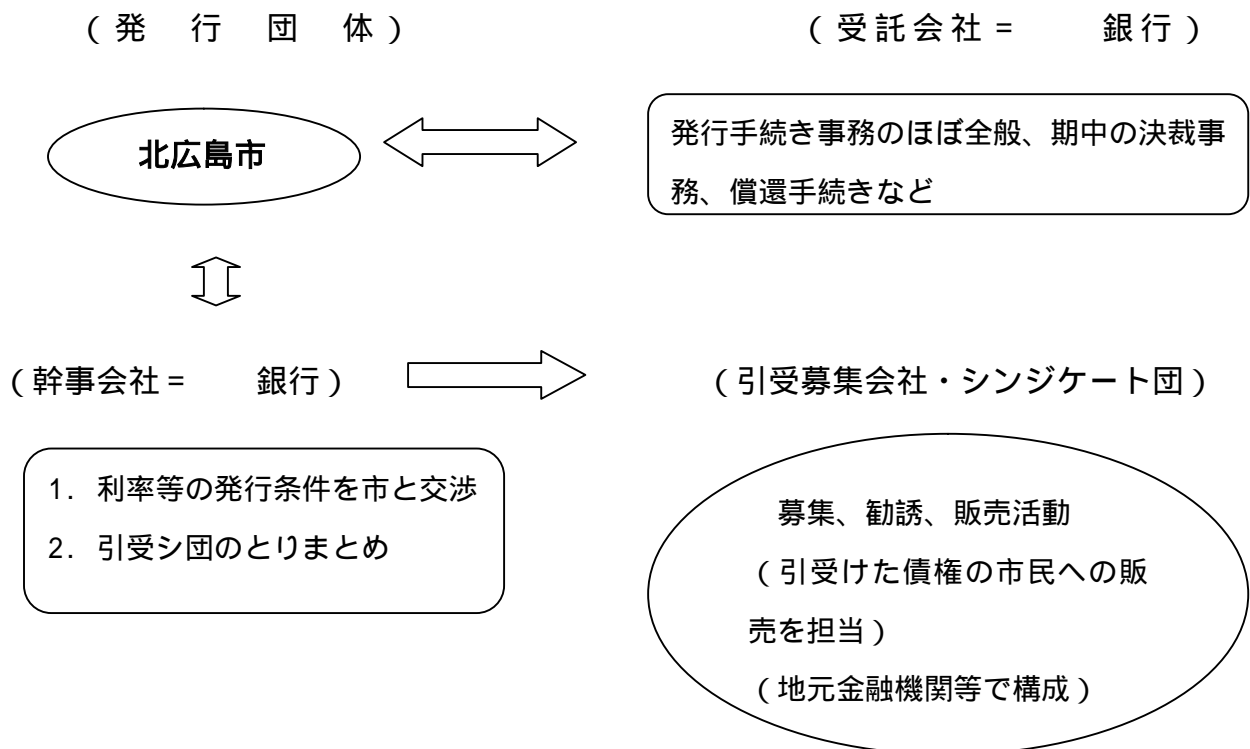 (発 行 団 体)
(受託会社= 銀行)
北広島市
発行手続き事務のほぼ全般、期中の決裁事
務、償還手続きなど
(幹事会社= 銀行)
(引受募集会社・シンジケート団)
1. 利率等の発行条件を市と交渉
2. 引受シ団のとりまとめ
募集、勧誘、販売活動
(引受けた債権の市民への販
売を担当)
(地元金融機関等で構成)